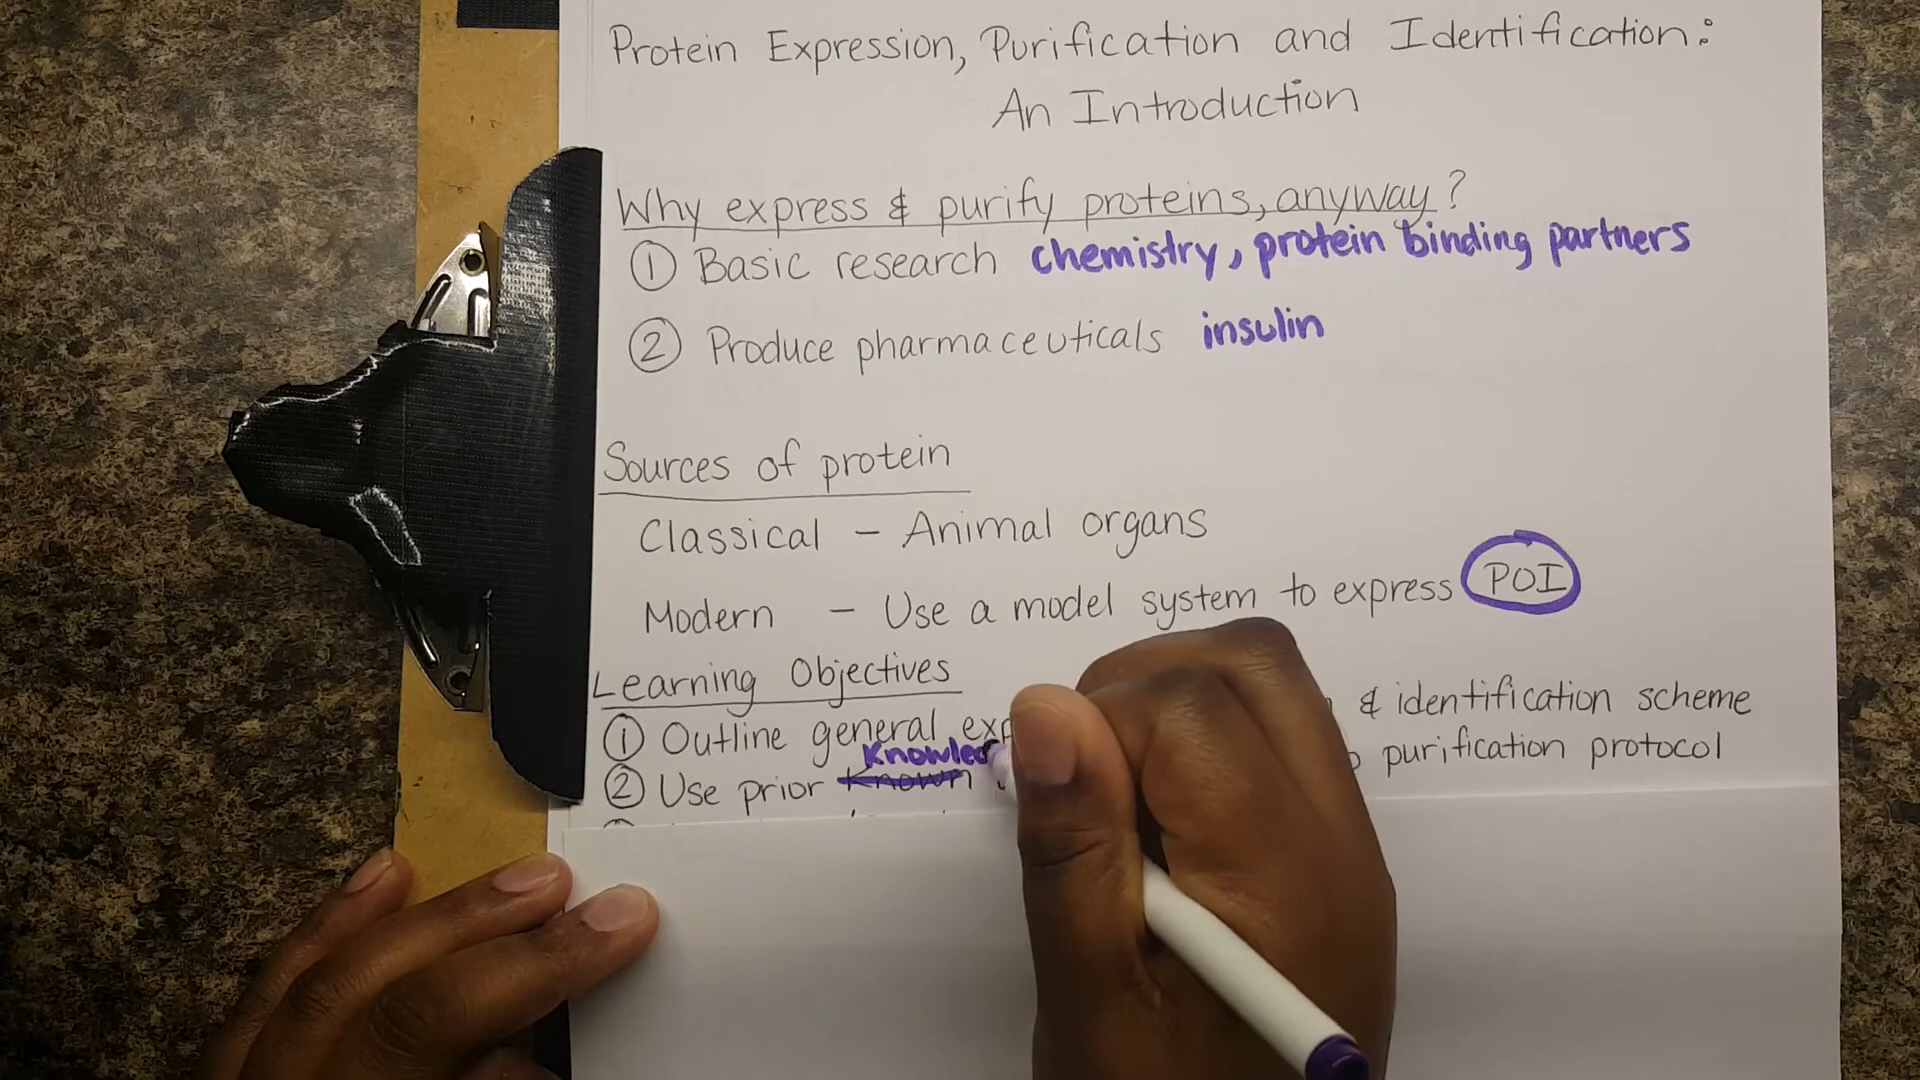 Protein Expression, Purification and Identification:
An Introduction
Why express & purify proteins, anyway?
① Basic research chemistry, protein binding partners
② Produce pharmaceuticals insulin
Sources of protein
Classical – Animal organs
Modern – Use a model system to express POI
Learning Objectives
① Outline general exp & identification scheme
Knowled
② Use prior Known purification protocol